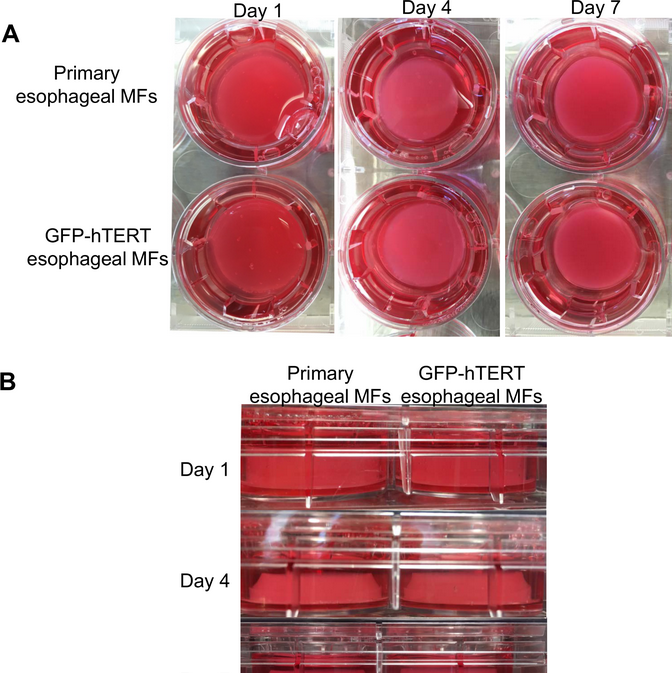 Day 1
Day 4
Day 7
A
Primary
esophageal MFs
GFP-hTERT
esophageal MFs
B
Primary
esophageal MFs
GFP-hTERT
esophageal MFs
Day 1
Day 4